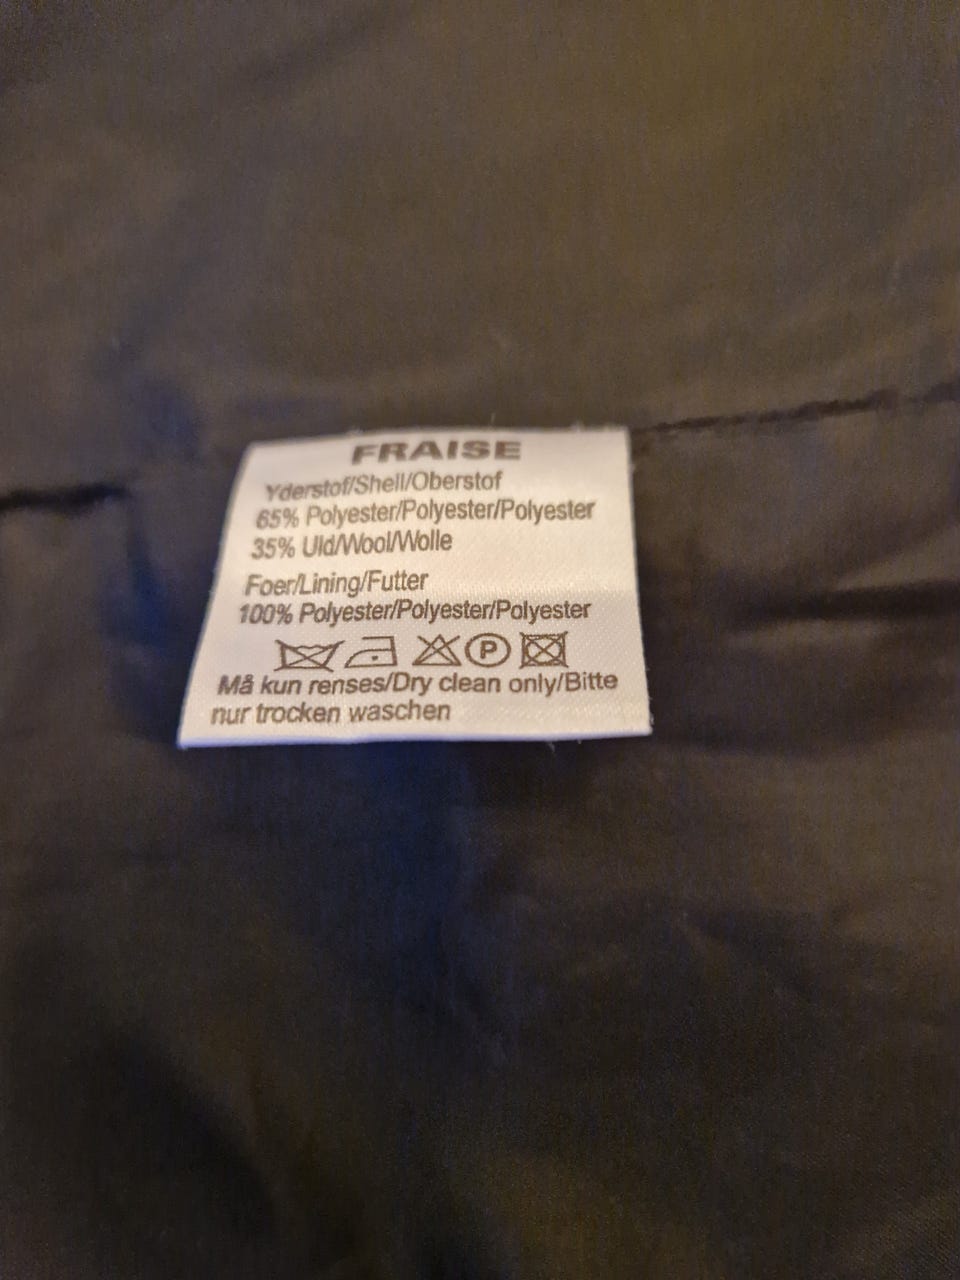 FRAISE
Yderstof/Shell/Oberstof
65% Polyester/Polyester/Polyester
35% Uld/Wool/Wolle
Foer/Lining/Futter
100% Polyester/Polyester/Polyester
P
Må kun renses/Dry clean only/Bitte
nur trocken waschen